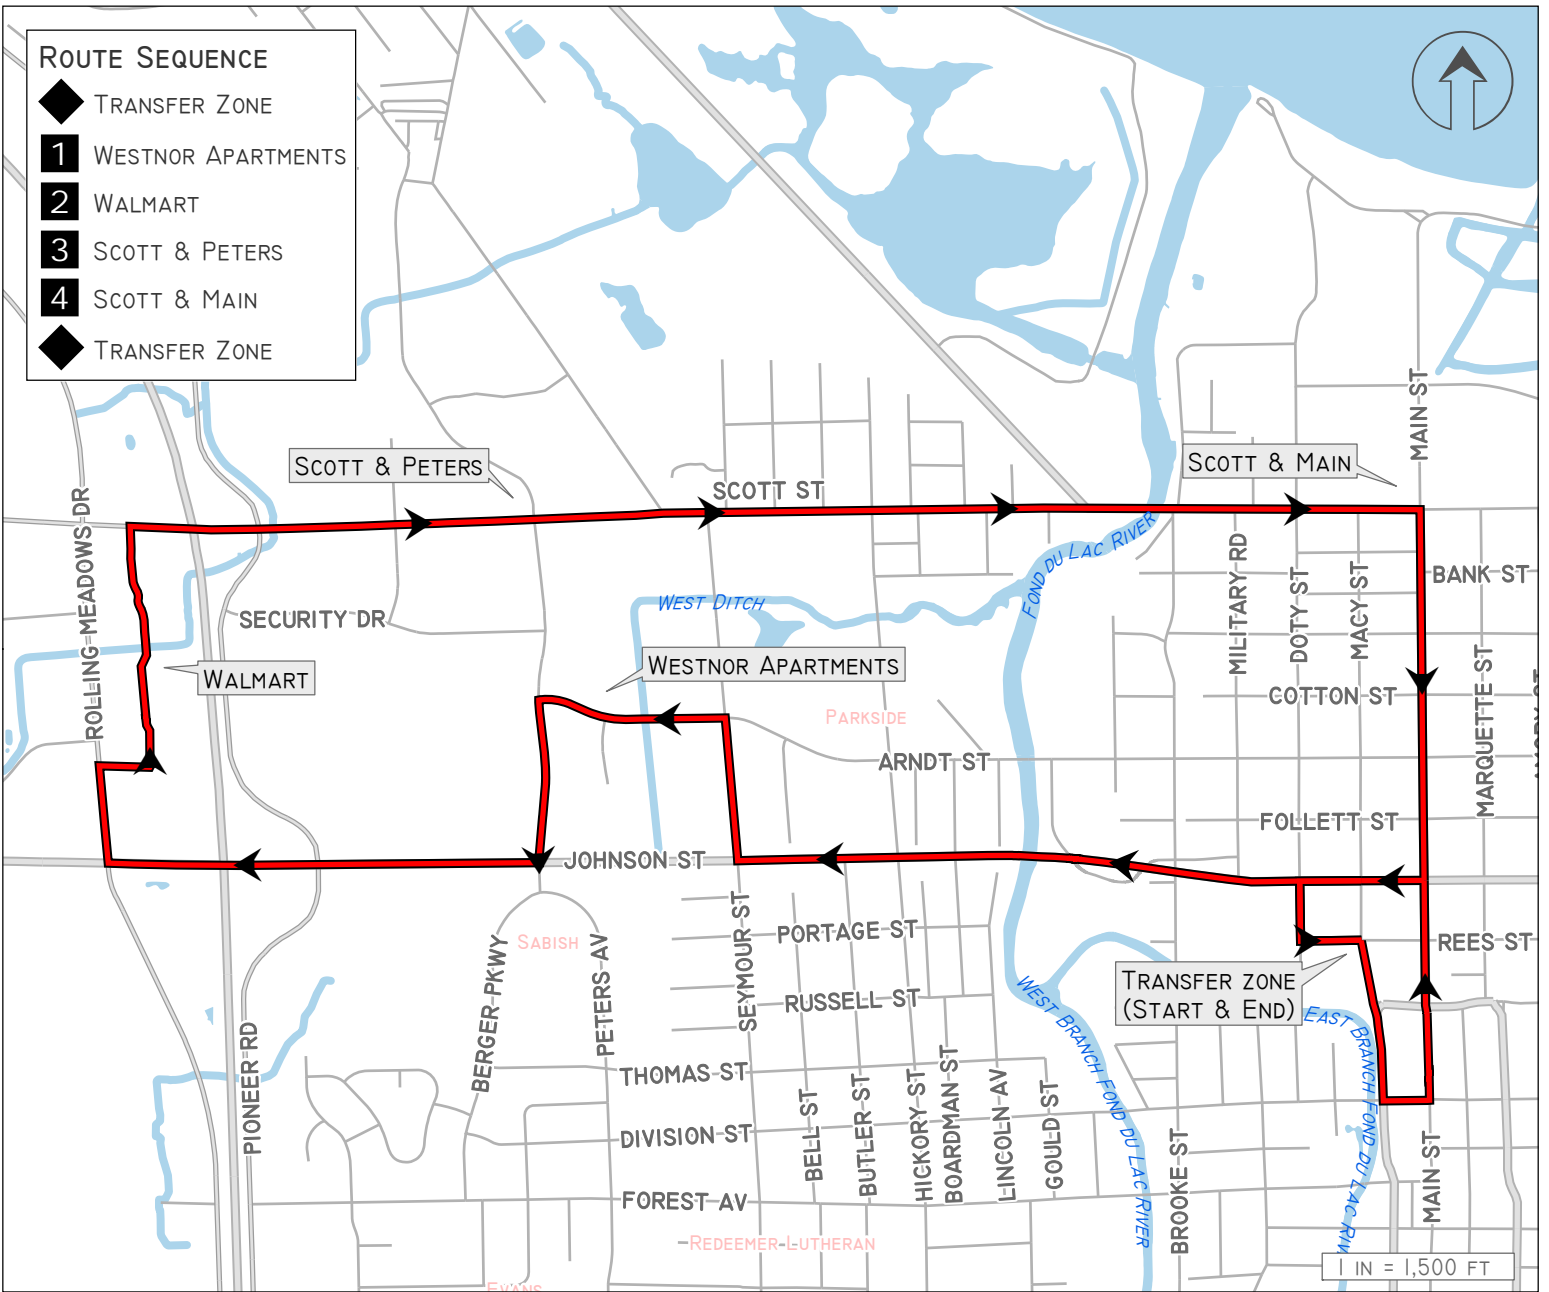 ROUTE SEQUENCE
TRANSFER ZONE
1 WESTNOR APARTMENTS
2 WALMART
3 SCOTT & PETERS
4 SCOTT & MAIN
TRANSFER ZONE
MAIN ST
SCOTT & PETERS
SCOTT & MAIN
SCOTT ST
ROLLING MEADOWS DR
FOND DU LAC RIVER
MILITARY RD
DOTY ST
MACY ST
BANK ST
SECURITY DR
WEST DITCH
WESTNOR APARTMENTS
WALMART
MARQUETTE ST
COTTON ST
PARKSIDE
ARNDT ST
FOLLETT ST
JOHNSON ST
SEYMOUR ST
PORTAGE ST
REES ST
SABISH
BERGER PKWY
PETERS AV
TRANSFER ZONE
(START & END)
RUSSELL ST
WEST BRANCH FOND DU LAC RIVER
EAST BRANCH FOND DU LAC RIV
PIONEER RD
THOMAS ST
BELL ST
BUTLER ST
HICKORY ST
BOARDMAN ST
LINCOLN AV
GOULD ST
DIVISION ST
BROOKE ST
MAIN ST
FOREST AV
REDEEMER LUTHERAN
EVANS
1 IN = 1,500 FT